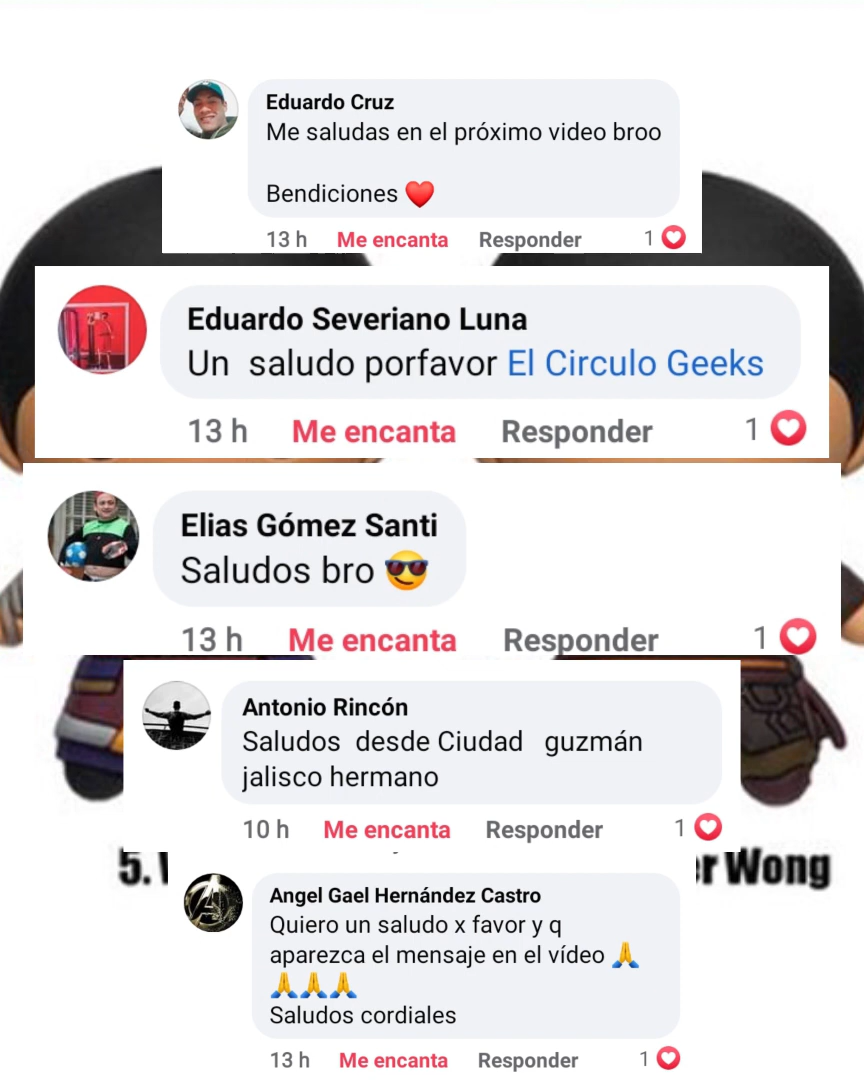 Eduardo Cruz
Me saludas en el próximo video broo
Bendiciones ❤️
13 h Me encanta Responder 1
Eduardo Severiano Luna
Un saludo porfavor El Circulo Geeks
13 h Me encanta Responder 1
Elias Gómez Santi
Saludos bro 😎
13 h Me encanta Responder 1
Antonio Rincón
Saludos desde Ciudad guzmán
jalisco hermano
10 h Me encanta Responder 1
5. Wong
Angel Gael Hernández Castro
Quiero un saludo x favor y q
aparezca el mensaje en el vídeo 🙏
🙏🙏🙏
Saludos cordiales
13 h Me encanta Responder 1